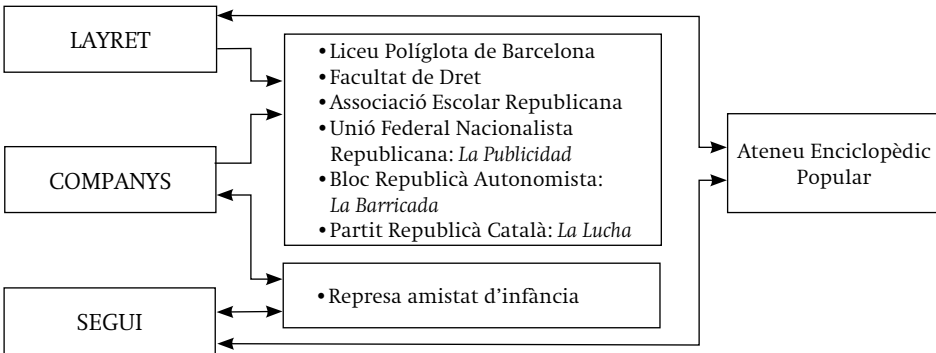 LAYRET
• Liceu Políglota de Barcelona
• Facultat de Dret
• Associació Escolar Republicana
• Unió Federal Nacionalista
Republicana: La Publicidad
• Bloc Republicà Autonomista:
La Barricada
• Partit Republicà Català: La Lucha
COMPANYS
Ateneu Enciclopèdic
Popular
• Represa amistat d’infància
SEGUI